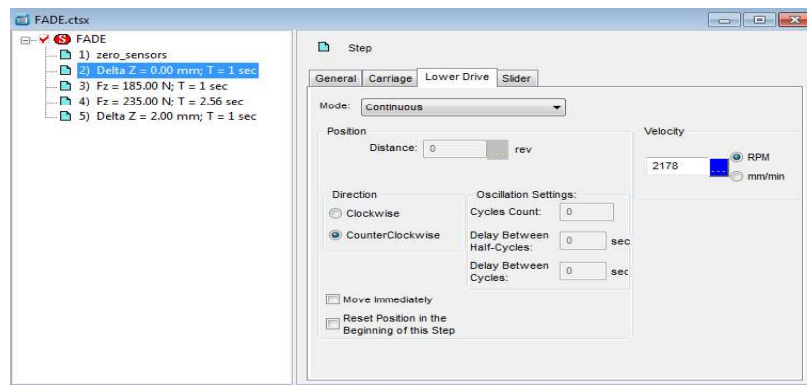 FADE.ctsx
FADE
1) zero_sensors
2) Delta Z = 0.00 mm; T = 1 sec
3) Fz = 185.00 N; T = 1 sec
4) Fz = 235.00 N; T = 2.56 sec
5) Delta Z = 2.00 mm; T = 1 sec
Step
General Carriage Lower Drive Slider
Mode: Continuous
Position
Distance: 0 ... rev
Velocity
2178 ... RPM
mm/min
Direction
Clockwise
CounterClockwise
Oscillation Settings:
Cycles Count: 0
Delay Between
Half-Cycles: 0 sec
Delay Between
Cycles: 0 sec
Move Immediately
Reset Position in the
Beginning of this Step